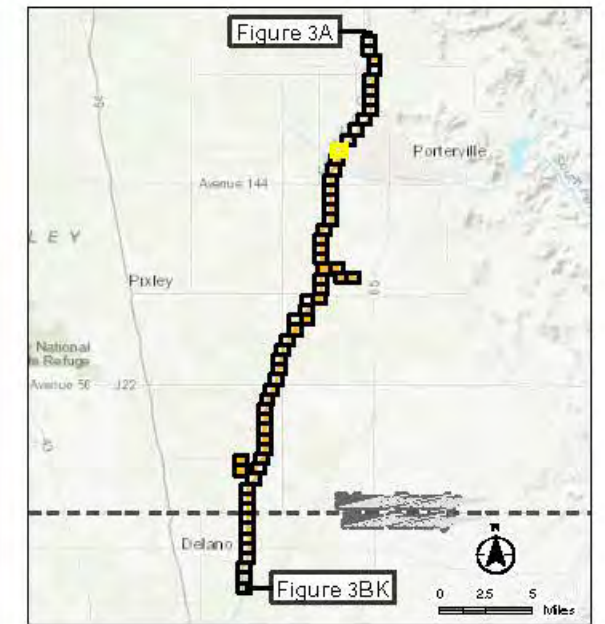 Figure 3A
Porterville
Avenue 144
L E Y
Pixley
65
National
Refuge
Avenue 56 J22
Delano
N
Figure 3BK
0 2.5 5
Miles